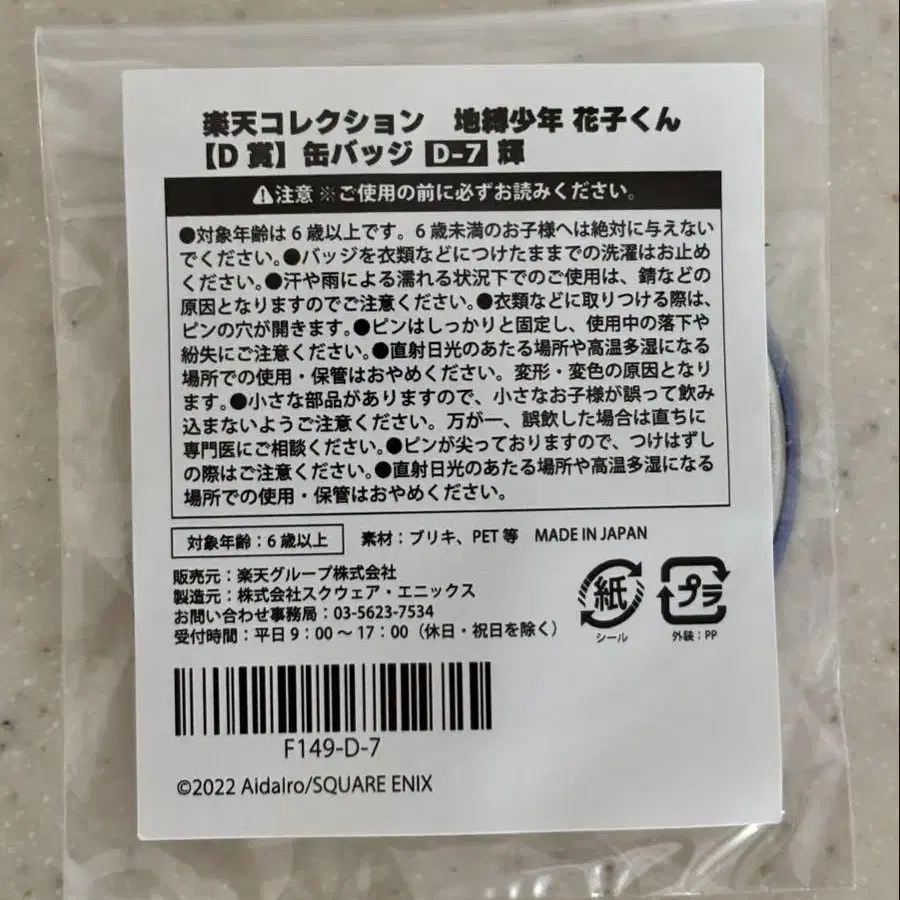 楽天コレクション　地縛少年 花子くん
【D 賞】缶バッジ D-7 輝
⚠注意 ※ご使用の前に必ずお読みください。
●対象年齢は6歳以上です。6歳未満のお子様へは絶対に与えない
でください。●バッジを衣類などにつけたままでの洗濯はお止め
ください。●汗や雨による濡れる状況下でのご使用は、錆などの
原因となりますのでご注意ください。●衣類などに取りつける際は、
ピンの穴が開きます。●ピンはしっかりと固定し、使用中の落下や
紛失にご注意ください。●直射日光のあたる場所や高温多湿になる
場所での使用・保管はおやめください。変形・変色の原因となり
ます。●小さな部品がありますので、小さなお子様が誤って飲み
込まないようご注意ください。万が一、誤飲した場合は直ちに
専門医にご相談ください。●ピンが尖っておりますので、つけはずし
の際はご注意ください。●直射日光のあたる場所や高温多湿になる
場所での使用・保管はおやめください。
対象年齢：6歳以上　素材：ブリキ、PET等　MADE IN JAPAN
販売元：楽天グループ株式会社
製造元：株式会社スクウェア・エニックス
お問い合わせ事務局：03-5623-7534
受付時間：平日9：00～17：00（休日・祝日を除く）
紙
シール
プラ
外装：PP
F149-D-7
©2022 AidaIro/SQUARE ENIX